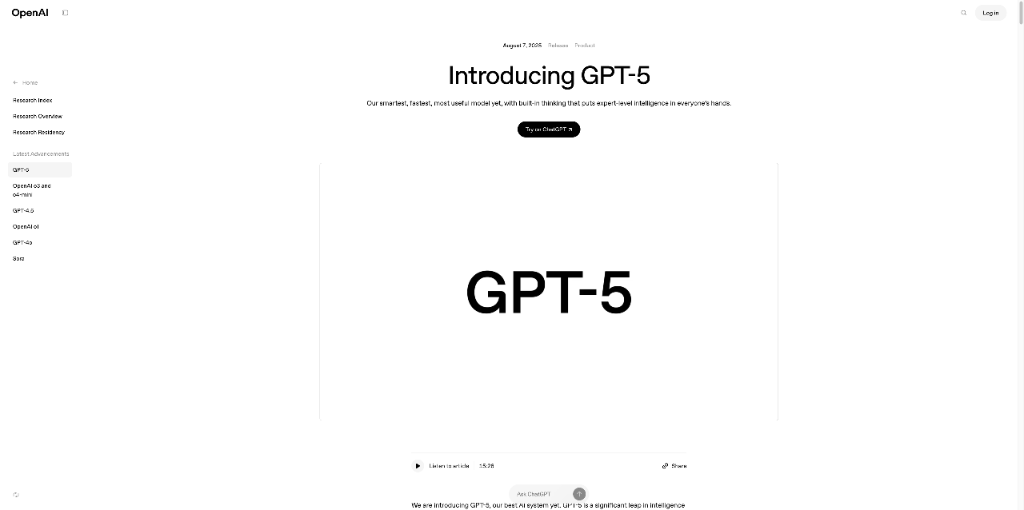 OpenAI
Log in
August 7, 2025 Release Product
Introducing GPT-5
Our smartest, fastest, most useful model yet, with built-in thinking that puts expert-level intelligence in everyone's hands.
Try on ChatGPT
← Home
Research Index
Research Overview
Research Residency
Latest Advancements
GPT-5
OpenAI o3 and
o4-mini
GPT-4.5
OpenAI o1
GPT-4o
Sora
GPT-5
Listen to article 15:26 Share
Ask ChatGPT
We are introducing GPT-5, our best AI system yet. GPT-5 is a significant leap in intelligence